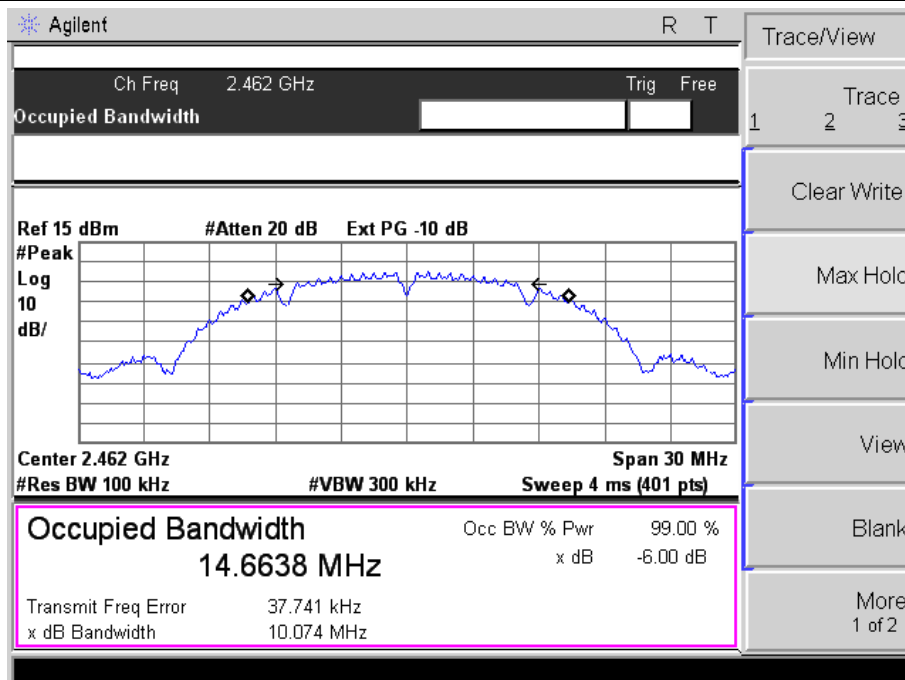 Agilent R T
Trace/View
Ch Freq 2.462 GHz Trig Free
Occupied Bandwidth
Trace
1 2 3
Clear Write
Max Hold
Min Hold
View
Blank
More
1 of 2
Ref 15 dBm #Atten 20 dB Ext PG -10 dB
#Peak
Log
10
dB/
Center 2.462 GHz Span 30 MHz
#Res BW 100 kHz #VBW 300 kHz Sweep 4 ms (401 pts)
Occupied Bandwidth
14.6638 MHz
Occ BW % Pwr 99.00 %
x dB -6.00 dB
Transmit Freq Error 37.741 kHz
x dB Bandwidth 10.074 MHz